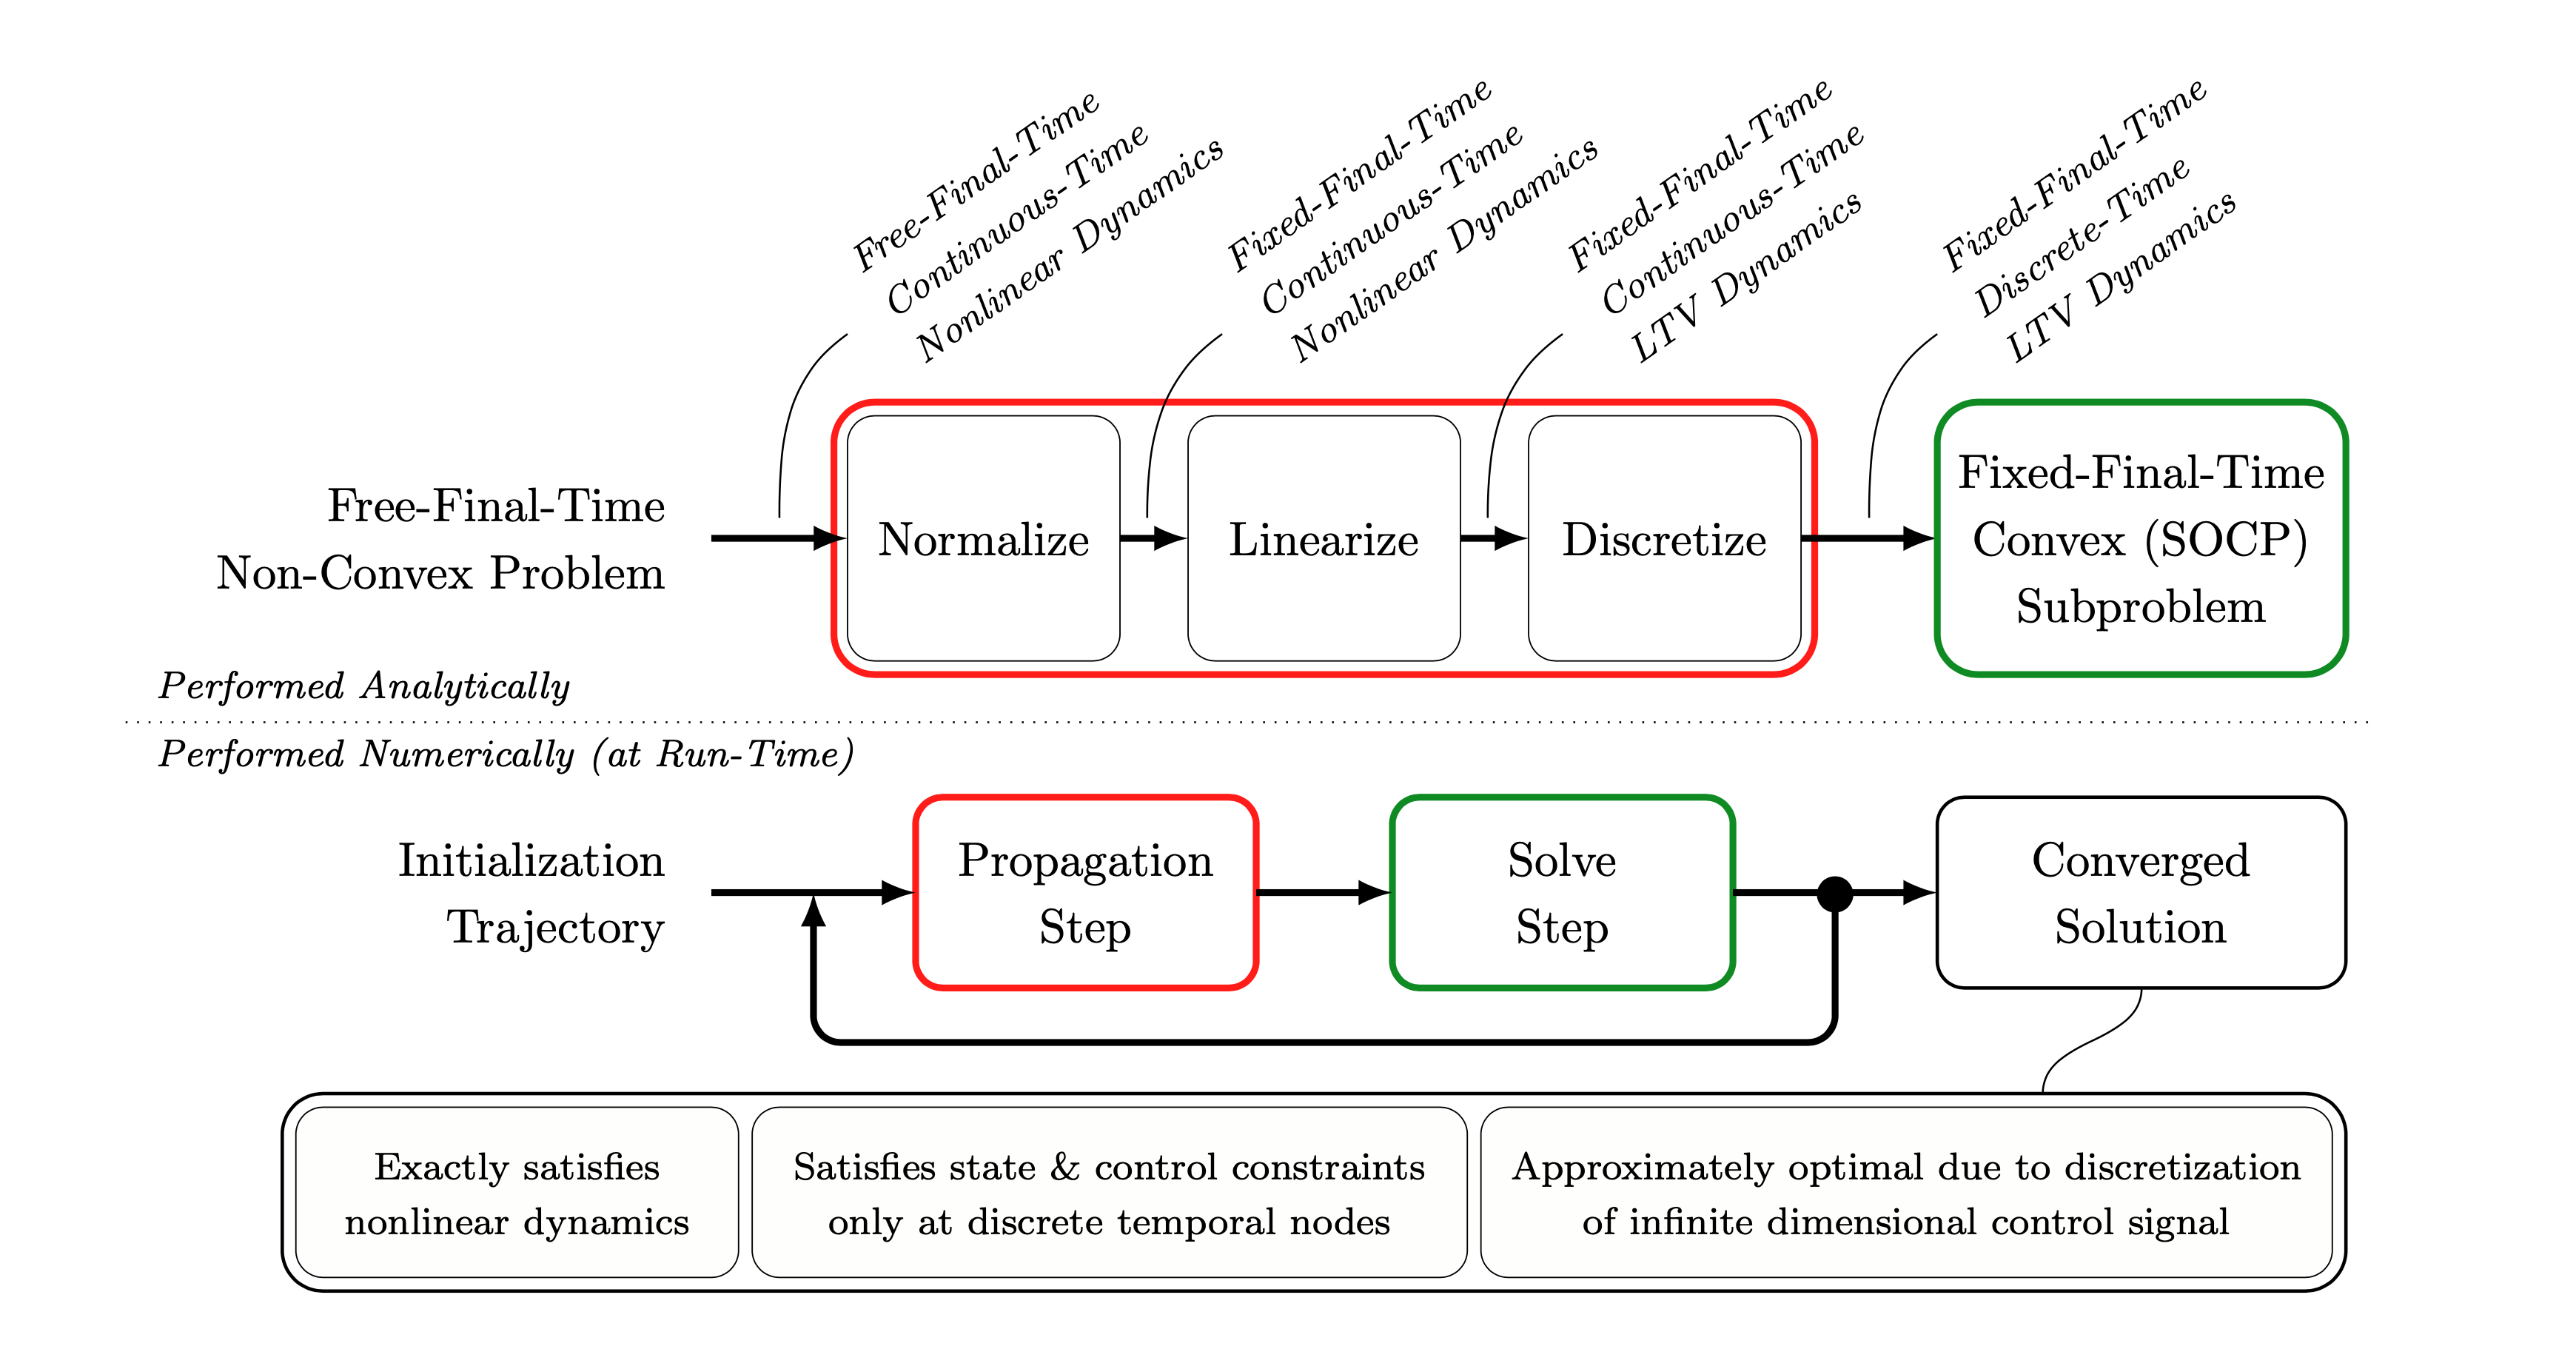 Free-Final-Time
Continuous-Time
Nonlinear Dynamics
Fixed-Final-Time
Continuous-Time
Nonlinear Dynamics
Fixed-Final-Time
Continuous-Time
LTV Dynamics
Fixed-Final-Time
Discrete-Time
LTV Dynamics
Free-Final-Time
Non-Convex Problem
Normalize
Linearize
Discretize
Fixed-Final-Time
Convex (SOCP)
Subproblem
Performed Analytically
Performed Numerically (at Run-Time)
Initialization
Trajectory
Propagation
Step
Solve
Step
Converged
Solution
Exactly satisfies
nonlinear dynamics
Satisfies state & control constraints
only at discrete temporal nodes
Approximately optimal due to discretization
of infinite dimensional control signal